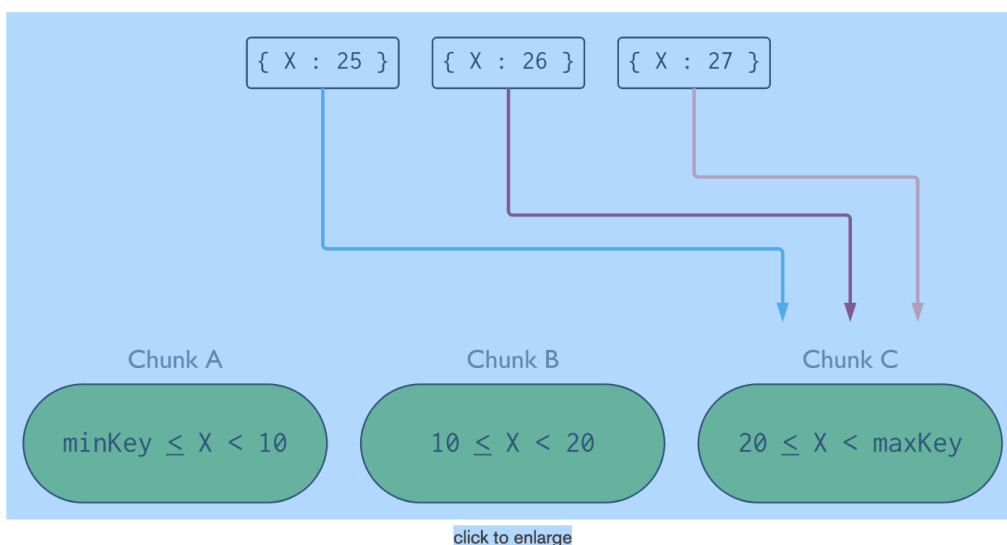 { X : 25 } { X : 26 } { X : 27 }
Chunk A Chunk B Chunk C
minKey ≤ X < 10 10 ≤ X < 20 20 ≤ X < maxKey
click to enlarge